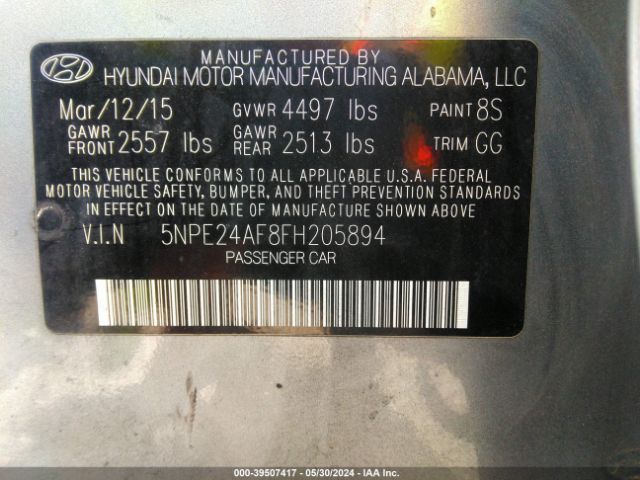 MANUFACTURED BY
HYUNDAI MOTOR MANUFACTURING ALABAMA, LLC
Mar/12/15 GVWR 4497 lbs PAINT 8S
GAWR FRONT 2557 lbs GAWR REAR 2513 lbs TRIM GG
THIS VEHICLE CONFORMS TO ALL APPLICABLE U.S.A. FEDERAL
MOTOR VEHICLE SAFETY, BUMPER, AND THEFT PREVENTION STANDARDS
IN EFFECT ON THE DATE OF MANUFACTURE SHOWN ABOVE
V.I.N 5NPE24AF8FH205894
PASSENGER CAR
000-39507417 - 05/30/2024 - IAA Inc.